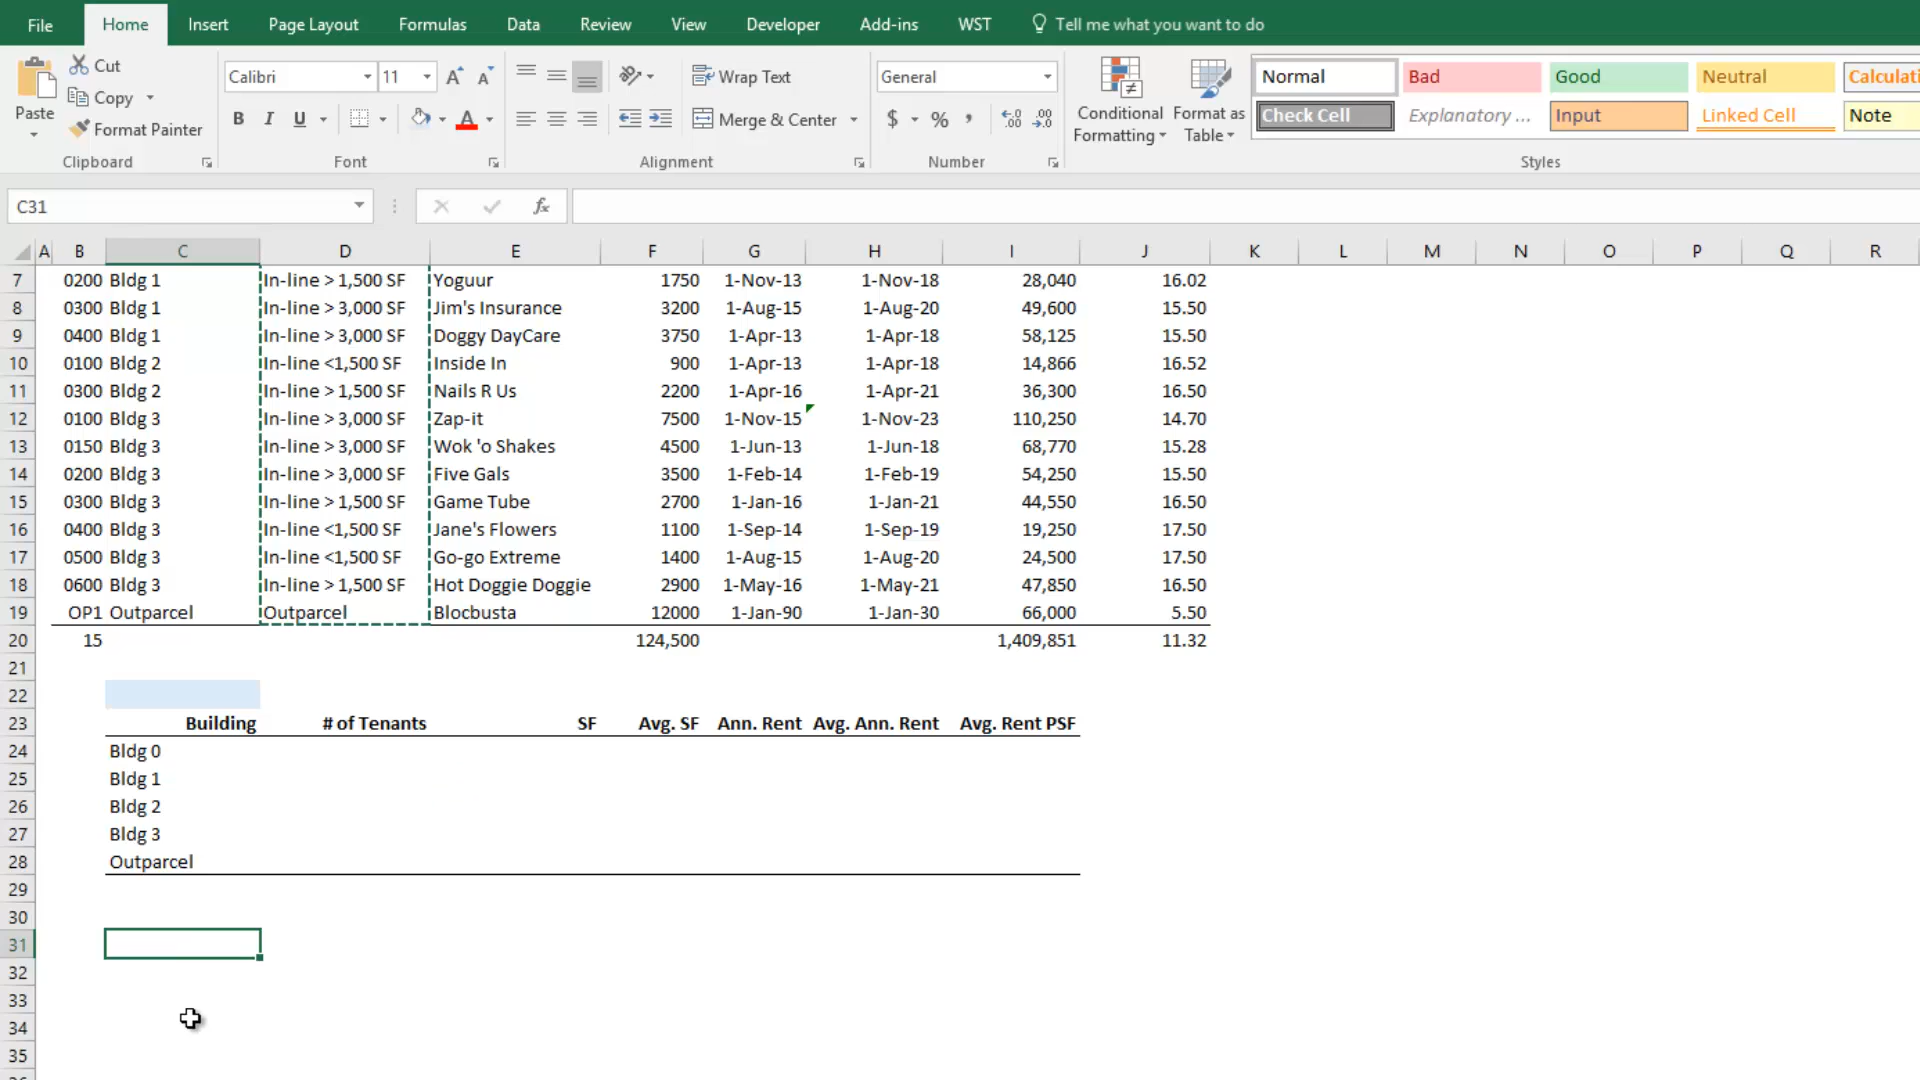 File Home Insert Page Layout Formulas Data Review View Developer Add-ins WST Tell me what you want to do
Paste Cut Copy Format Painter Clipboard
Calibri 11 A A B I U A Font
Wrap Text Merge & Center Alignment
General $ % , .0 .00 .00 .0 Number
Conditional Formatting Format as Table
Normal Bad Good Neutral
Check Cell Explanatory ... Input Linked Cell Note
Styles
C31 fx
A B C D E F G H I J K L M N O P Q R
7 0200 Bldg 1 In-line > 1,500 SF Yoguur 1750 1-Nov-13 1-Nov-18 28,040 16.02
8 0300 Bldg 1 In-line > 3,000 SF Jim's Insurance 3200 1-Aug-15 1-Aug-20 49,600 15.50
9 0400 Bldg 1 In-line > 3,000 SF Doggy DayCare 3750 1-Apr-13 1-Apr-18 58,125 15.50
10 0100 Bldg 2 In-line <1,500 SF Inside In 900 1-Apr-13 1-Apr-18 14,866 16.52
11 0300 Bldg 2 In-line > 1,500 SF Nails R Us 2200 1-Apr-16 1-Apr-21 36,300 16.50
12 0100 Bldg 3 In-line > 3,000 SF Zap-it 7500 1-Nov-15 1-Nov-23 110,250 14.70
13 0150 Bldg 3 In-line > 3,000 SF Wok 'o Shakes 4500 1-Jun-13 1-Jun-18 68,770 15.28
14 0200 Bldg 3 In-line > 3,000 SF Five Gals 3500 1-Feb-14 1-Feb-19 54,250 15.50
15 0300 Bldg 3 In-line > 1,500 SF Game Tube 2700 1-Jan-16 1-Jan-21 44,550 16.50
16 0400 Bldg 3 In-line <1,500 SF Jane's Flowers 1100 1-Sep-14 1-Sep-19 19,250 17.50
17 0500 Bldg 3 In-line <1,500 SF Go-go Extreme 1400 1-Aug-15 1-Aug-20 24,500 17.50
18 0600 Bldg 3 In-line > 1,500 SF Hot Doggie Doggie 2900 1-May-16 1-May-21 47,850 16.50
19 OP1 Outparcel Outparcel Blocbusta 12000 1-Jan-90 1-Jan-30 66,000 5.50
20 15 124,500 1,409,851 11.32
21
22
23 Building # of Tenants SF Avg. SF Ann. Rent Avg. Ann. Rent Avg. Rent PSF
24 Bldg 0
25 Bldg 1
26 Bldg 2
27 Bldg 3
28 Outparcel
29
30
31
32
33
34
35